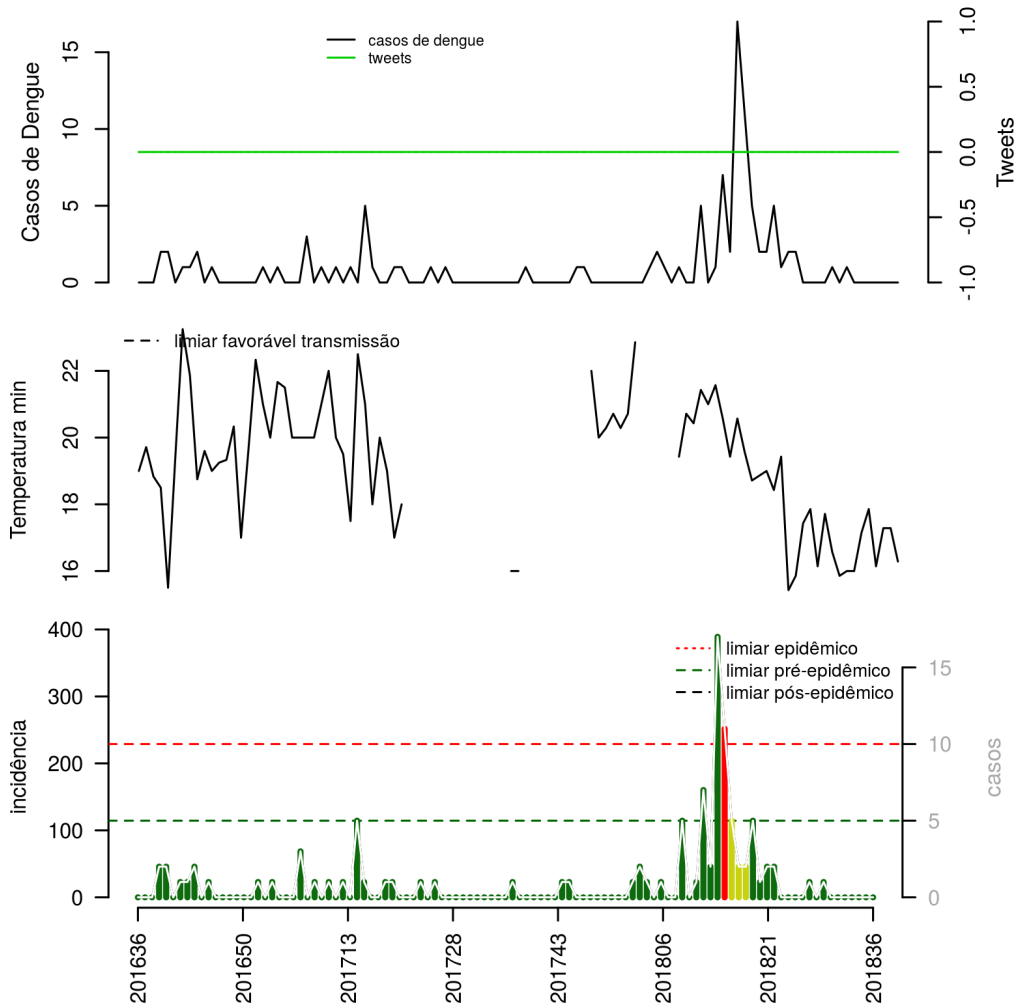 casos de dengue
tweets
Casos de Dengue
0 5 10 15
Tweets
-1.0 -0.5 0.0 0.5 1.0
limiar favorável transmissão
Temperatura min
16 18 20 22
limiar epidêmico
limiar pré-epidêmico
limiar pós-epidêmico
incidência
0 100 200 300 400
casos
0 5 10 15
201636 201650 201713 201728 201743 201806 201821 201836